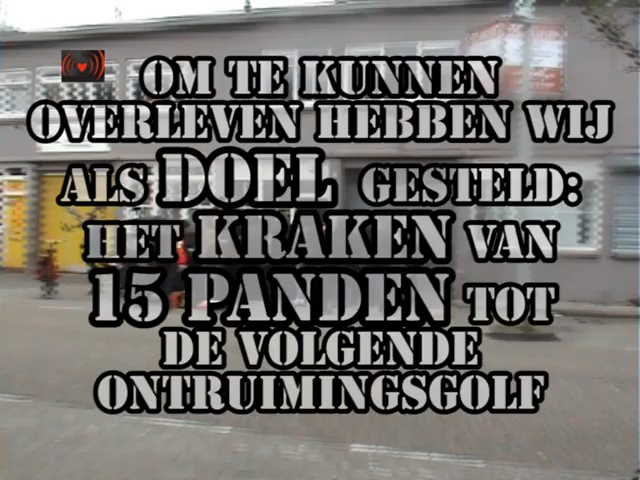 OM TE KUNNEN
OVERLEVEN HEBBEN WIJ
ALS DOEL GESTELD:
HET KRAKEN VAN
15 PANDEN TOT
DE VOLGENDE
ONTRUIMINGSGOLF